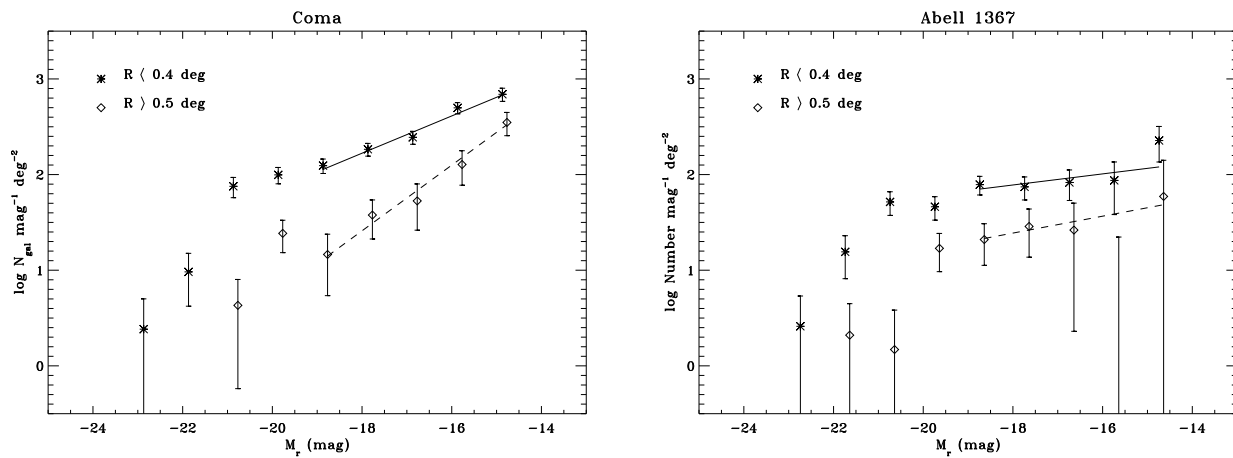 Coma
R < 0.4 deg
R > 0.5 deg
log N_gal mag^-1 deg^-2
3
2
1
0
−24
−22
−20
−18
−16
−14
M_r (mag)
Abell 1367
R < 0.4 deg
R > 0.5 deg
log Number mag^-1 deg^-2
3
2
1
0
−24
−22
−20
−18
−16
−14
M_r (mag)